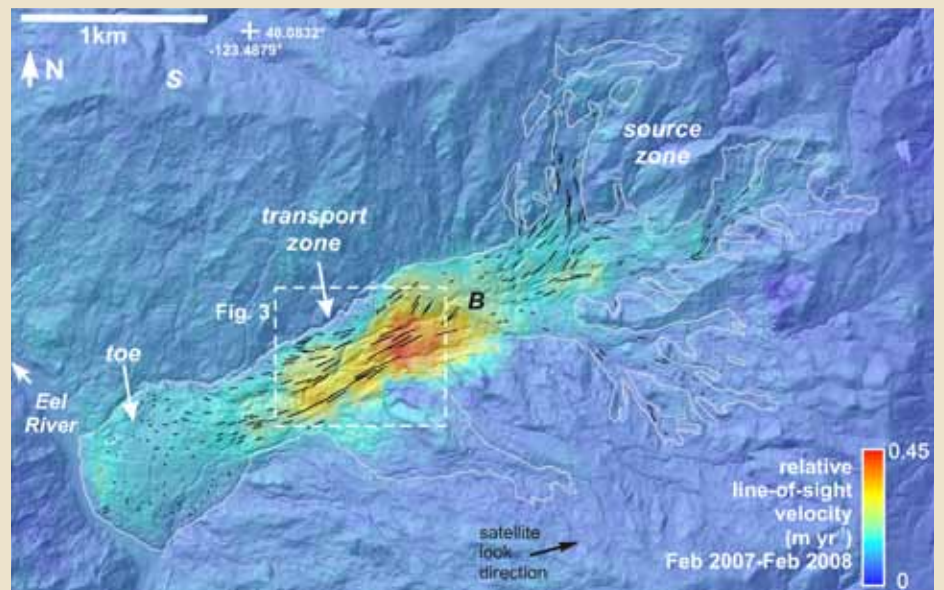 1km
40.0832°
-123.4879°
N
S
source
zone
transport
zone
Fig. 3
B
toe
Eel
River
0.45
relative
line-of-sight
velocity
(m yr⁻¹)
Feb 2007-Feb 2008
0
satellite
look
direction